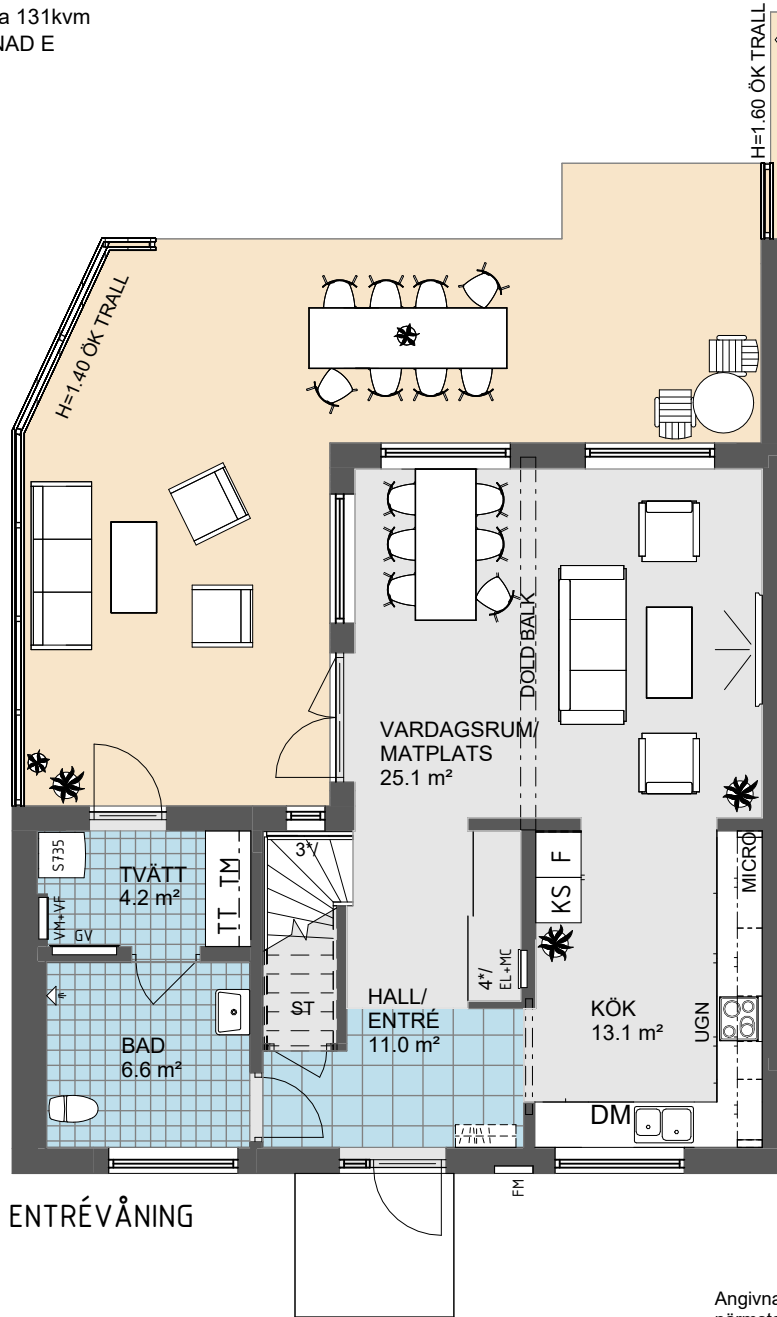 a 131kvm
NAD E
H=1.60 ÖK TRALL
H=1.40 ÖK TRALL
DOLD BALK
VARDAGSRUM/
MATPLATS
25.1 m²
S735
TVÄTT
4.2 m²
TT TM
VM+VF
GV
3*/
F
KS
MICRO
4*/
EL+MC
ST
HALL/
ENTRÉ
11.0 m²
KÖK
13.1 m²
UGN
BAD
6.6 m²
DM
FM
ENTRÉVÅNING
Angivna